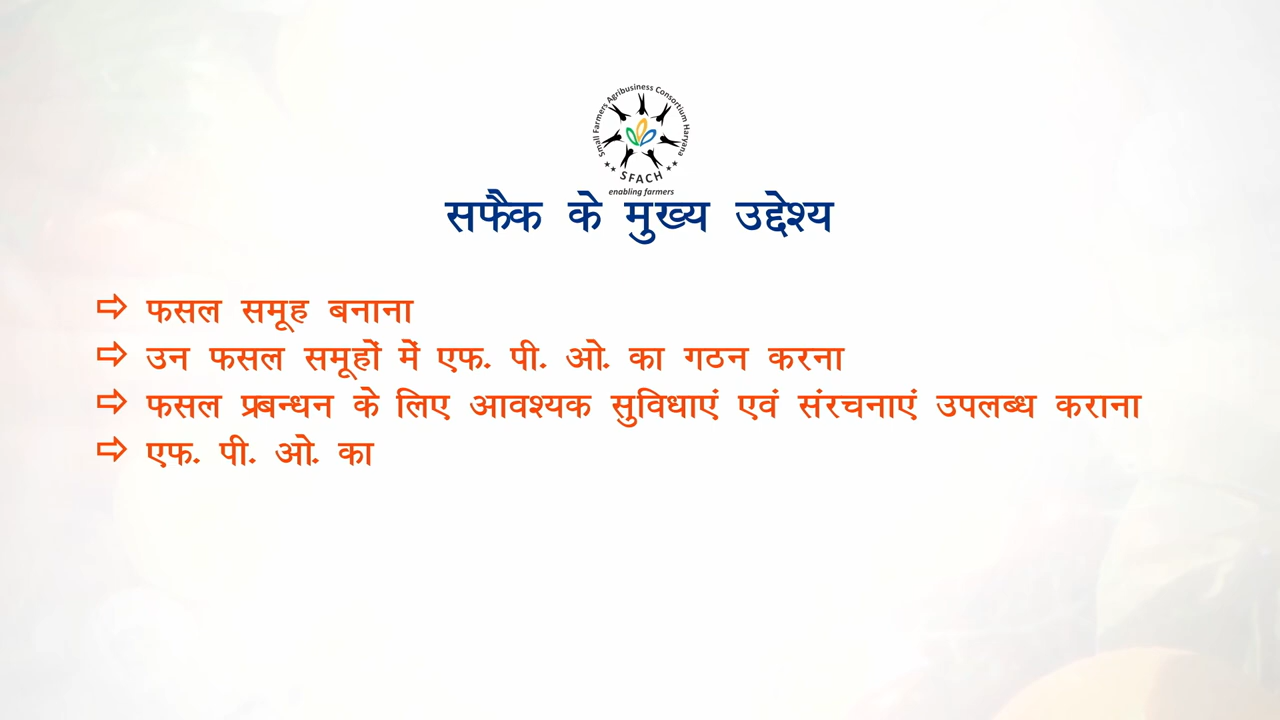 Small Farmers Agribusiness Consortium Haryana
SFACH
enabling farmers
सफैक के मुख्य उद्देश्य
⇨ फसल समूह बनाना
⇨ उन फसल समूहों में एफ. पी. ओ. का गठन करना
⇨ फसल प्रबन्धन के लिए आवश्यक सुविधाएं एवं संरचनाएं उपलब्ध कराना
⇨ एफ. पी. ओ. का